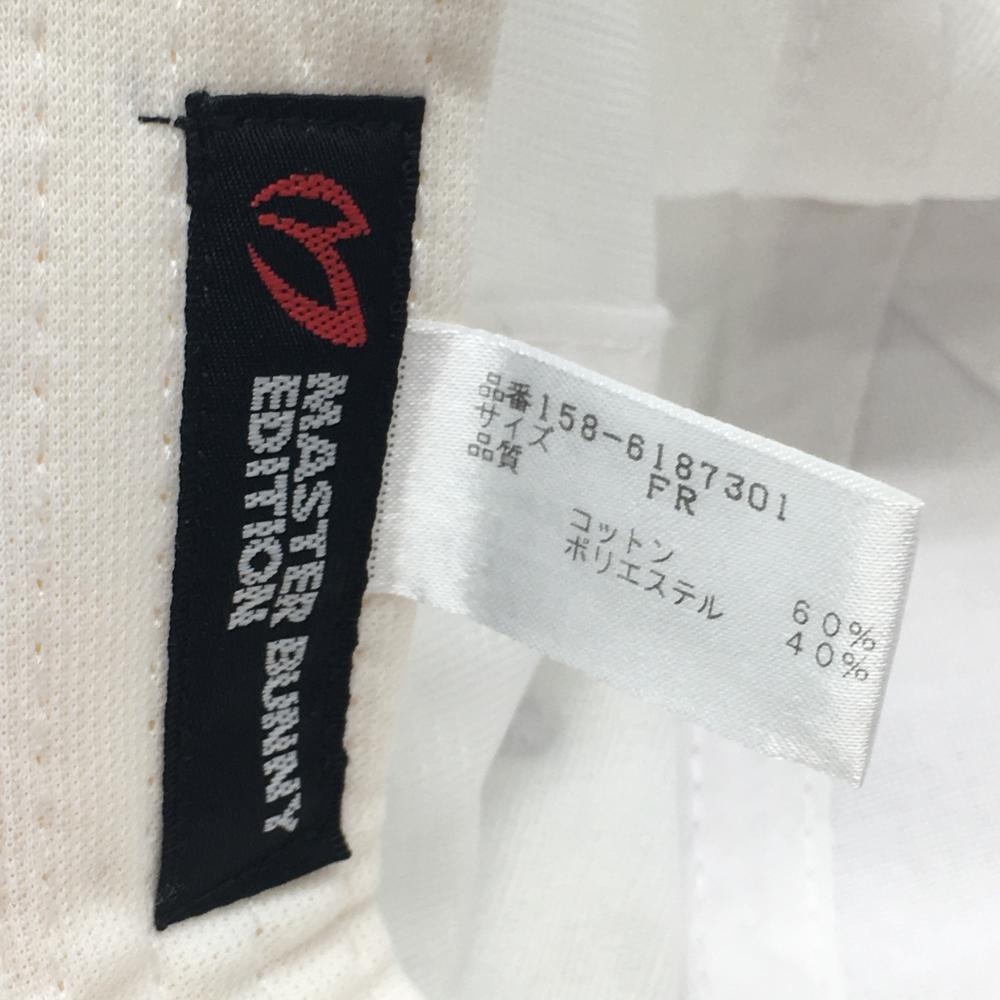 MASTER BUNNY
EDITION
品番158-6187301
サイズ FR
品質
コットン 60%
ポリエステル 40%